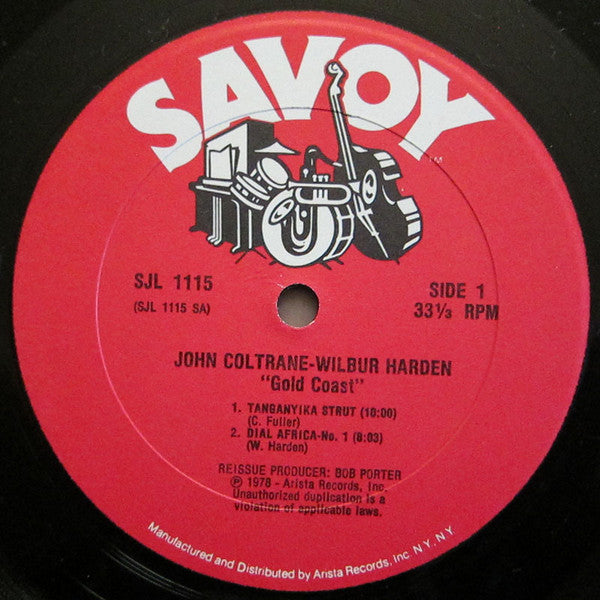 SAVOY
TM
SJL 1115
(SJL 1115 SA)
SIDE 1
33⅓ RPM
JOHN COLTRANE-WILBUR HARDEN
"Gold Coast"
1. TANGANYIKA STRUT (10:00)
(C. Fuller)
2. DIAL AFRICA-No. 1 (8:03)
(W. Harden)
REISSUE PRODUCER: BOB PORTER
Ⓟ 1978 - Arista Records, Inc.
Unauthorized duplication is a
violation of applicable laws.
Manufactured and Distributed by Arista Records, Inc. N.Y., N.Y.